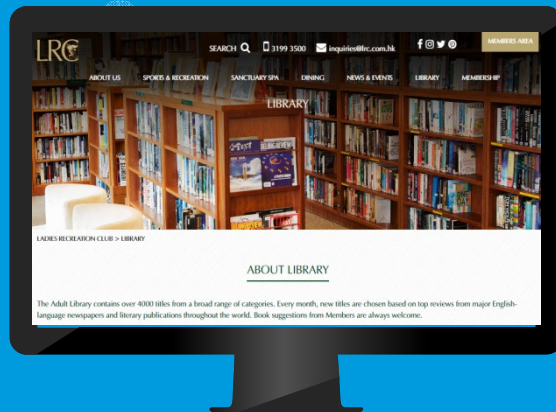 LRC
SEARCH 3199 3500 inquiries@lrc.com.hk
MEMBERS AREA
ABOUT US SPORTS & RECREATION SANCTUARY SPA DINING NEWS & EVENTS LIBRARY MEMBERSHIP
LIBRARY
BEIJING REVIEW
LADIES RECREATION CLUB > LIBRARY
ABOUT LIBRARY
The Adult Library contains over 4000 titles from a broad range of categories. Every month, new titles are chosen based on top reviews from major English-
language newspapers and literary publications throughout the world. Book suggestions from Members are always welcome.